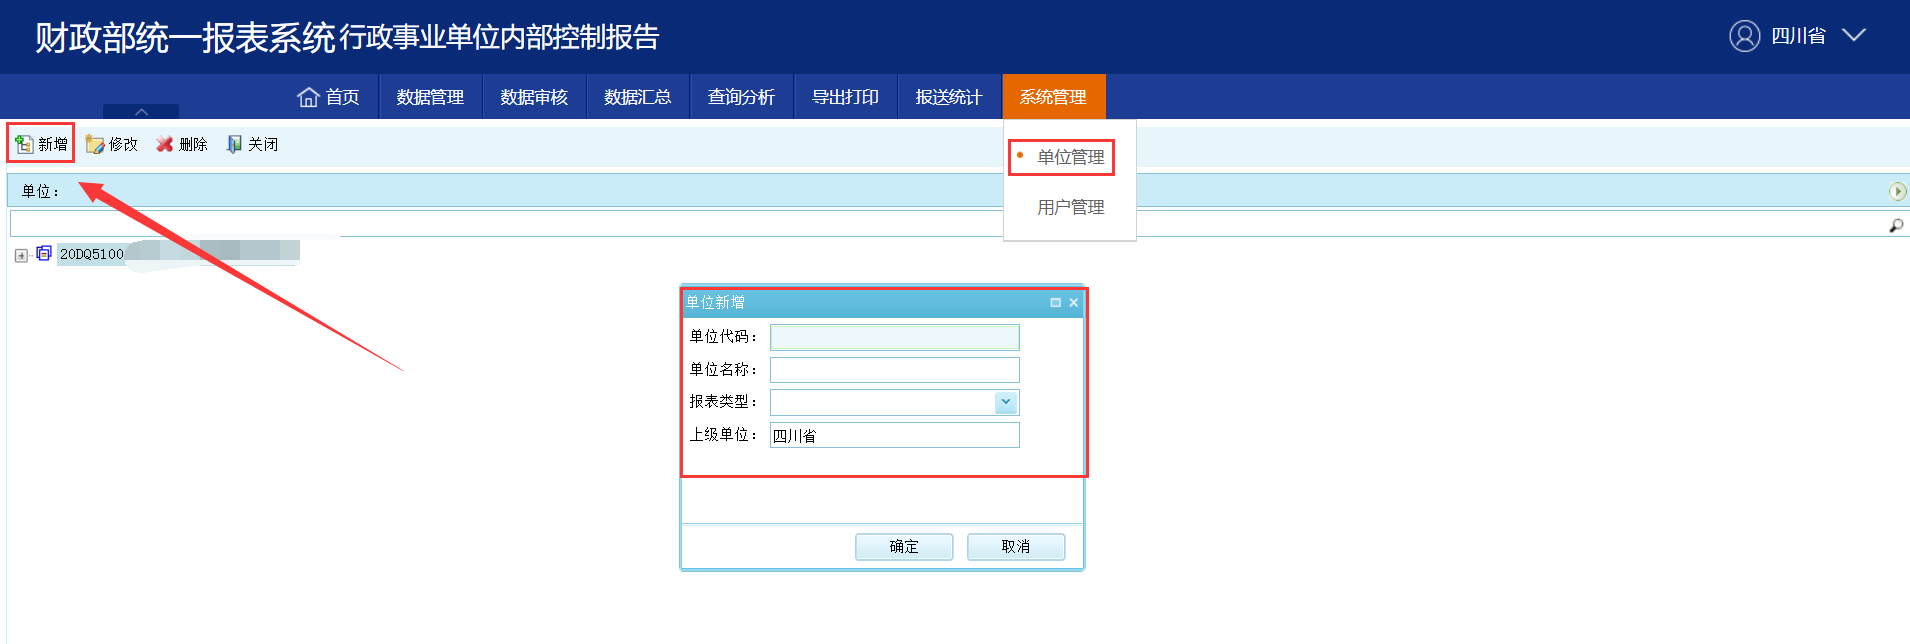 财政部统一报表系统 行政事业单位内部控制报告
四川省
首页 数据管理 数据审核 数据汇总 查询分析 导出打印 报送统计 系统管理
新增 修改 删除 关闭
单位管理
单位：
用户管理
20DQ5100
单位新增
单位代码：
单位名称：
报表类型：
上级单位： 四川省
确定 取消